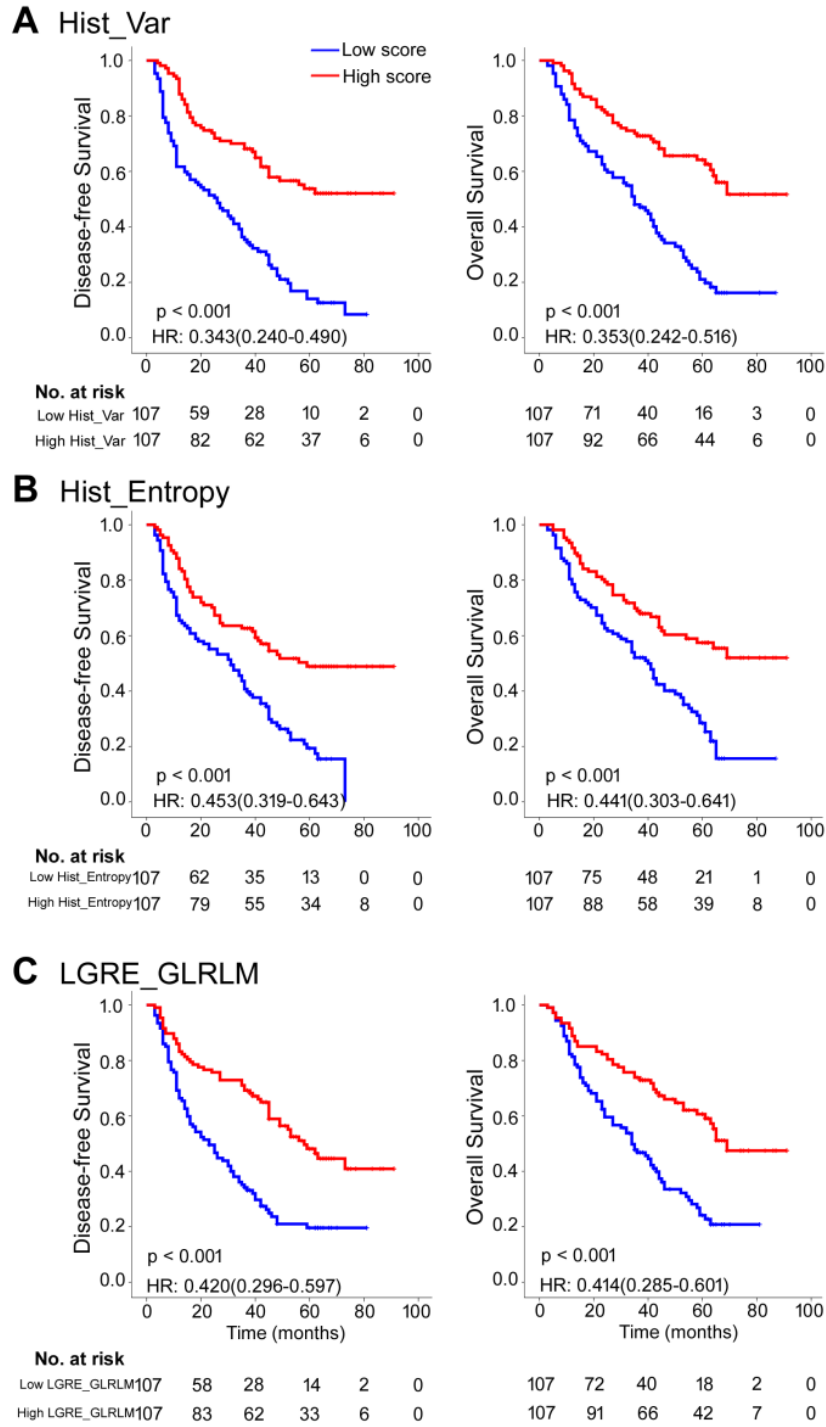 A Hist_Var
Low score
High score
Disease-free Survival
1.0
0.8
0.6
0.4
0.2
0.0
p < 0.001
HR: 0.343(0.240-0.490)
0 20 40 60 80 100
Overall Survival
1.0
0.8
0.6
0.4
0.2
0.0
p < 0.001
HR: 0.353(0.242-0.516)
0 20 40 60 80 100
No. at risk
Low Hist_Var 107 59 28 10 2 0 107 71 40 16 3 0
High Hist_Var 107 82 62 37 6 0 107 92 66 44 6 0
B Hist_Entropy
Disease-free Survival
1.0
0.8
0.6
0.4
0.2
0.0
p < 0.001
HR: 0.453(0.319-0.643)
0 20 40 60 80 100
Overall Survival
1.0
0.8
0.6
0.4
0.2
0.0
p < 0.001
HR: 0.441(0.303-0.641)
0 20 40 60 80 100
No. at risk
Low Hist_Entropy 107 62 35 13 0 0 107 75 48 21 1 0
High Hist_Entropy 107 79 55 34 8 0 107 88 58 39 8 0
C LGRE_GLRLM
Disease-free Survival
1.0
0.8
0.6
0.4
0.2
0.0
p < 0.001
HR: 0.420(0.296-0.597)
0 20 40 60 80 100
Time (months)
Overall Survival
1.0
0.8
0.6
0.4
0.2
0.0
p < 0.001
HR: 0.414(0.285-0.601)
0 20 40 60 80 100
Time (months)
No. at risk
Low LGRE_GLRLM 107 58 28 14 2 0 107 72 40 18 2 0
High LGRE_GLRLM 107 83 62 33 6 0 107 91 66 42 7 0